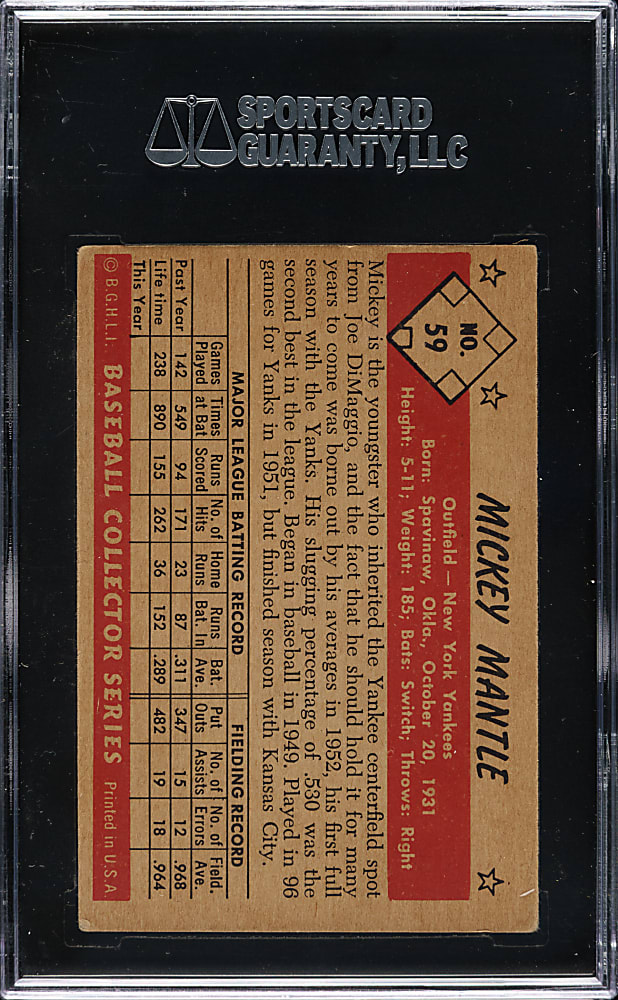 SPORTSCARD
GUARANTY, LLC
MICKEY MANTLE
NO.
59
Outfield — New York Yankees
Born: Spavinaw, Okla., October 20, 1931
Height: 5-11; Weight: 185; Bats: Switch; Throws: Right
Mickey is the youngster who inherited the Yankee centerfield spot
from Joe DiMaggio, and the fact that he should hold it for many
years to come was borne out by his averages in 1952, his first full
season with the Yanks. His slugging percentage of .530 was the
second best in the league. Began in baseball in 1949. Played in 96
games for Yanks in 1951, but finished season with Kansas City.
MAJOR LEAGUE BATTING RECORD FIELDING RECORD
Games Times Runs No. of Home Runs Bat. Put No. of No. of Field.
Played at Bat Scored Hits Runs Bat. In Ave. Outs Assists Errors Ave.
Past Year 142 549 94 171 23 87 .311 347 15 12 .968
Life time 238 890 155 262 36 152 .289 482 19 18 .964
This Year
© B.G.H.L.I. BASEBALL COLLECTOR SERIES Printed in U.S.A.